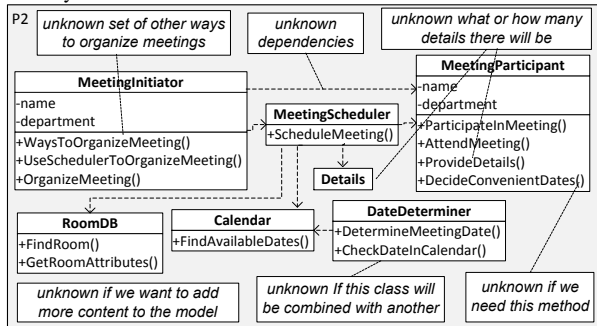 P2
unknown set of other ways
to organize meetings
unknown
dependencies
unknown what or how many
details there will be
MeetingInitiator
-name
-department
+WaysToOrganizeMeeting()
+UseSchedulerToOrganizeMeeting()
+OrganizeMeeting()
MeetingScheduler
+ScheduleMeeting()
MeetingParticipant
-name
-department
+ParticipateInMeeting()
+AttendMeeting()
+ProvideDetails()
+DecideConvenientDates()
Details
RoomDB
+FindRoom()
+GetRoomAttributes()
Calendar
+FindAvailableDates()
DateDeterminer
+DetermineMeetingDate()
+CheckDateInCalendar()
unknown if we want to add
more content to the model
unknown If this class will
be combined with another
unknown if we
need this method